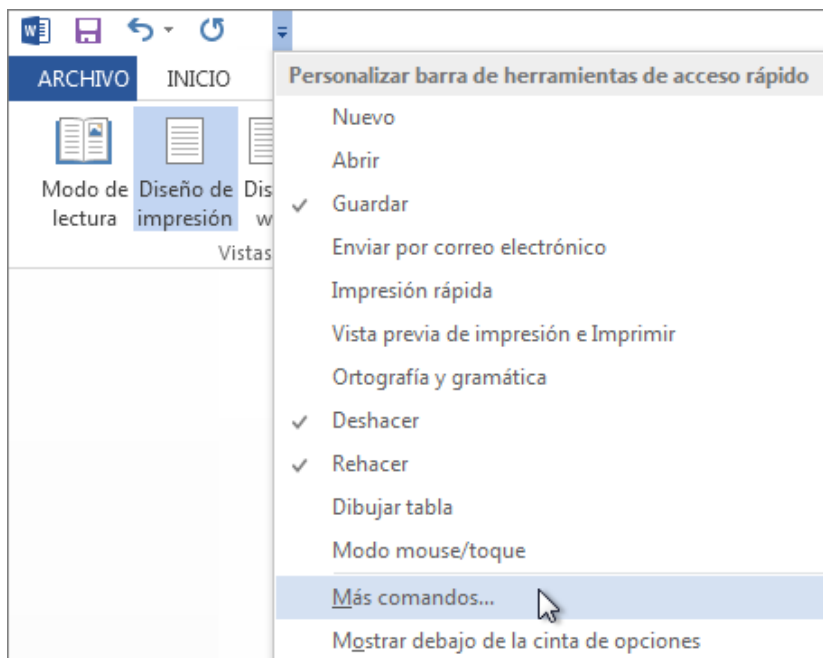 W
ARCHIVO INICIO
Personalizar barra de herramientas de acceso rápido
Nuevo
Abrir
Guardar
Enviar por correo electrónico
Impresión rápida
Vista previa de impresión e Imprimir
Ortografía y gramática
Deshacer
Rehacer
Dibujar tabla
Modo mouse/toque
Más comandos...
Mostrar debajo de la cinta de opciones
Modo de
lectura
Diseño de
impresión
Dis
w
Vistas